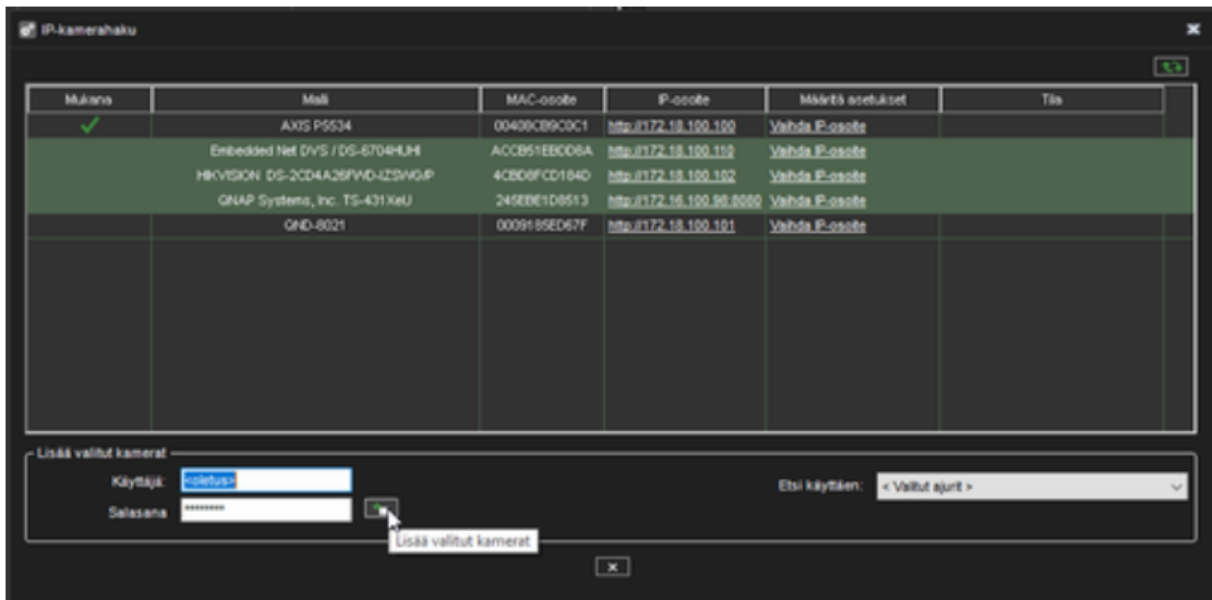 IP-kamerahaku
Mukana Malli MAC-osoite IP-osoite Määritä asetukset Tila
AXIS P5534 00408CB9C0C1 http://172.18.100.100 Vaihda IP-osoite
Embedded Net DVS / DS-6704HUHI ACCB51EBDD8A http://172.18.100.110 Vaihda IP-osoite
HIKVISION DS-2CD4A26FWD-IZSWG/P 4CBD8FCD184D http://172.18.100.102 Vaihda IP-osoite
QNAP Systems, Inc. TS-431XeU 245EBE1D8513 http://172.16.100.98:8080 Vaihda IP-osoite
QND-8021 0009185ED67F http://172.18.100.101 Vaihda IP-osoite
Lisää valitut kamerat
Käyttäjä: <oletus>
Etsi käyttäen: < Valitut ajurit >
Salasana ********
Lisää valitut kamerat